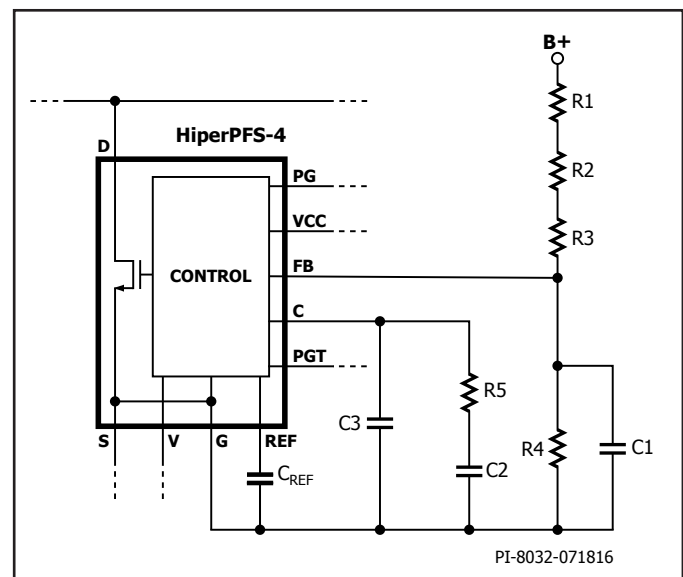 B+
R1
HiperPFS-4
D
PG
R2
VCC
R3
CONTROL
FB
C
PGT
R5
C3
R4
C1
S
V
G
REF
C2
CREF
PI-8032-071816